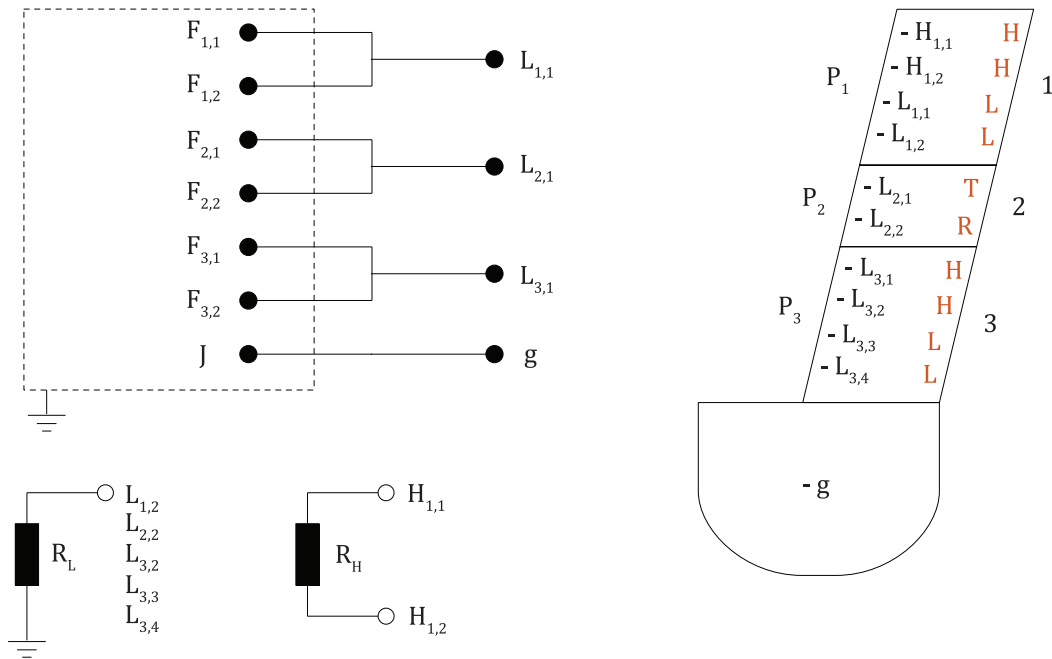 F1,1
F1,2
L1,1
F2,1
F2,2
L2,1
F3,1
F3,2
L3,1
J
g
RL
L1,2
L2,2
L3,2
L3,3
L3,4
RH
H1,1
H1,2
P1
- H1,1 H
- H1,2 H
- L1,1 L
- L1,2 L
1
P2
- L2,1 T
- L2,2 R
2
P3
- L3,1 H
- L3,2 H
- L3,3 L
- L3,4 L
3
- g